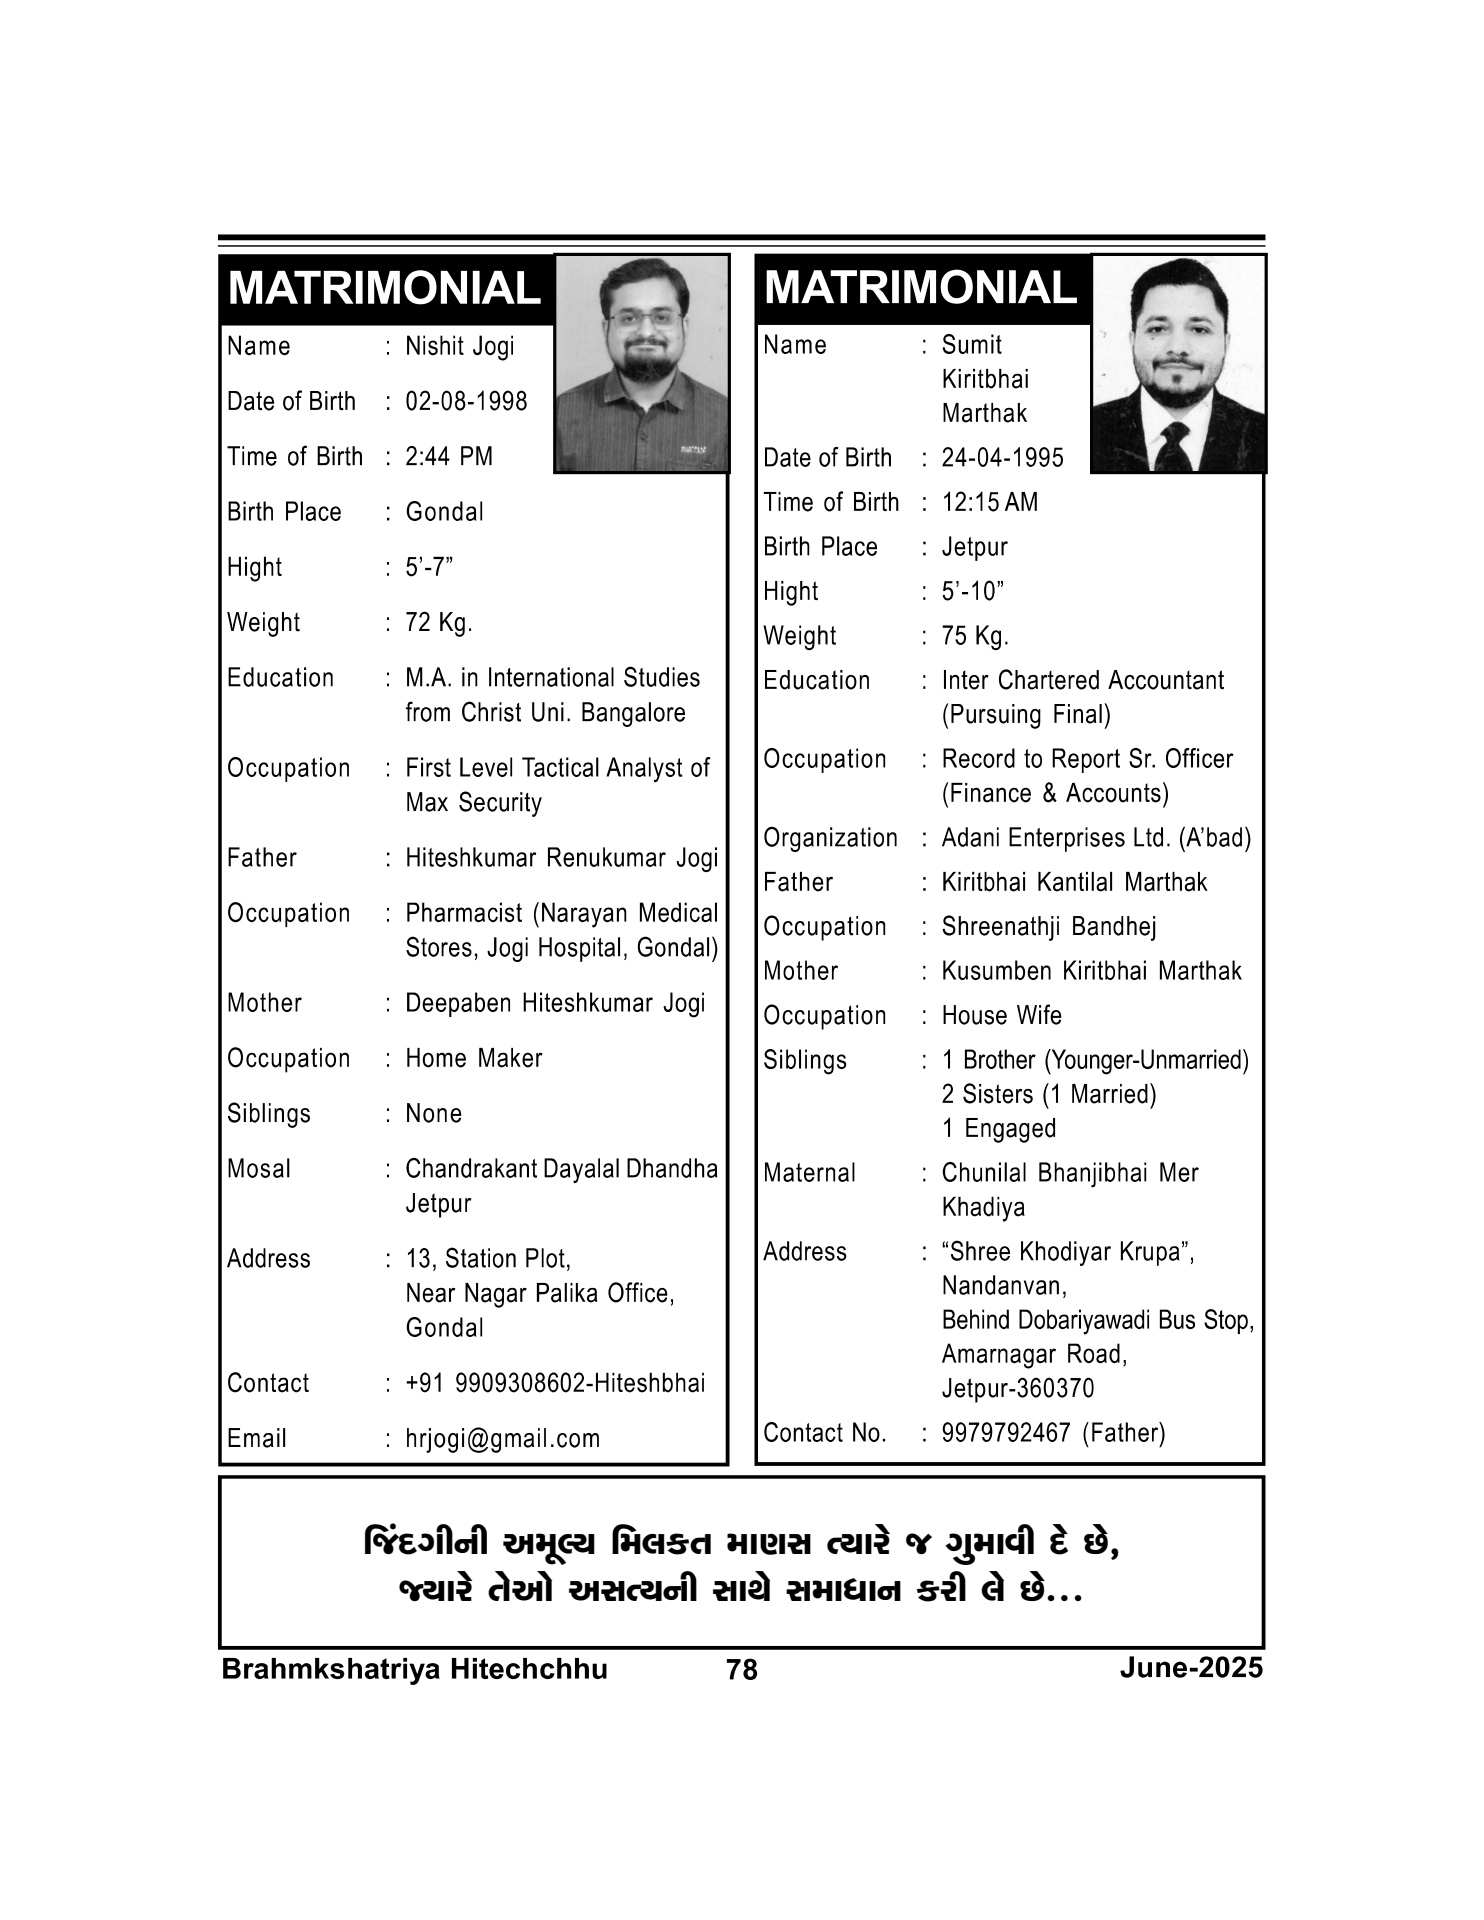 MATRIMONIAL
Name : Nishit Jogi
Date of Birth : 02-08-1998
Time of Birth : 2:44 PM
Birth Place : Gondal
Hight : 5’-7”
Weight : 72 Kg.
Education : M.A. in International Studies
from Christ Uni. Bangalore
Occupation : First Level Tactical Analyst of
Max Security
Father : Hiteshkumar Renukumar Jogi
Occupation : Pharmacist (Narayan Medical
Stores, Jogi Hospital, Gondal)
Mother : Deepaben Hiteshkumar Jogi
Occupation : Home Maker
Siblings : None
Mosal : Chandrakant Dayalal Dhandha
Jetpur
Address : 13, Station Plot,
Near Nagar Palika Office,
Gondal
Contact : +91 9909308602-Hiteshbhai
Email : hrjogi@gmail.com
MATRIMONIAL
Name : Sumit
Kiritbhai
Marthak
Date of Birth : 24-04-1995
Time of Birth : 12:15 AM
Birth Place : Jetpur
Hight : 5’-10”
Weight : 75 Kg.
Education : Inter Chartered Accountant
(Pursuing Final)
Occupation : Record to Report Sr. Officer
(Finance & Accounts)
Organization : Adani Enterprises Ltd. (A’bad)
Father : Kiritbhai Kantilal Marthak
Occupation : Shreenathji Bandhej
Mother : Kusumben Kiritbhai Marthak
Occupation : House Wife
Siblings : 1 Brother (Younger-Unmarried)
2 Sisters (1 Married)
1 Engaged
Maternal : Chunilal Bhanjibhai Mer
Khadiya
Address : “Shree Khodiyar Krupa”,
Nandanvan,
Behind Dobariyawadi Bus Stop,
Amarnagar Road,
Jetpur-360370
Contact No. : 9979792467 (Father)
જિંદગીની અમૂલ્ય મિલકત માણસ ત્યારે જ ગુમાવી દે છે,
જ્યારે તેઓ અસત્યની સાથે સમાધાન કરી લે છે...
Brahmkshatriya Hitechchhu 78 June-2025